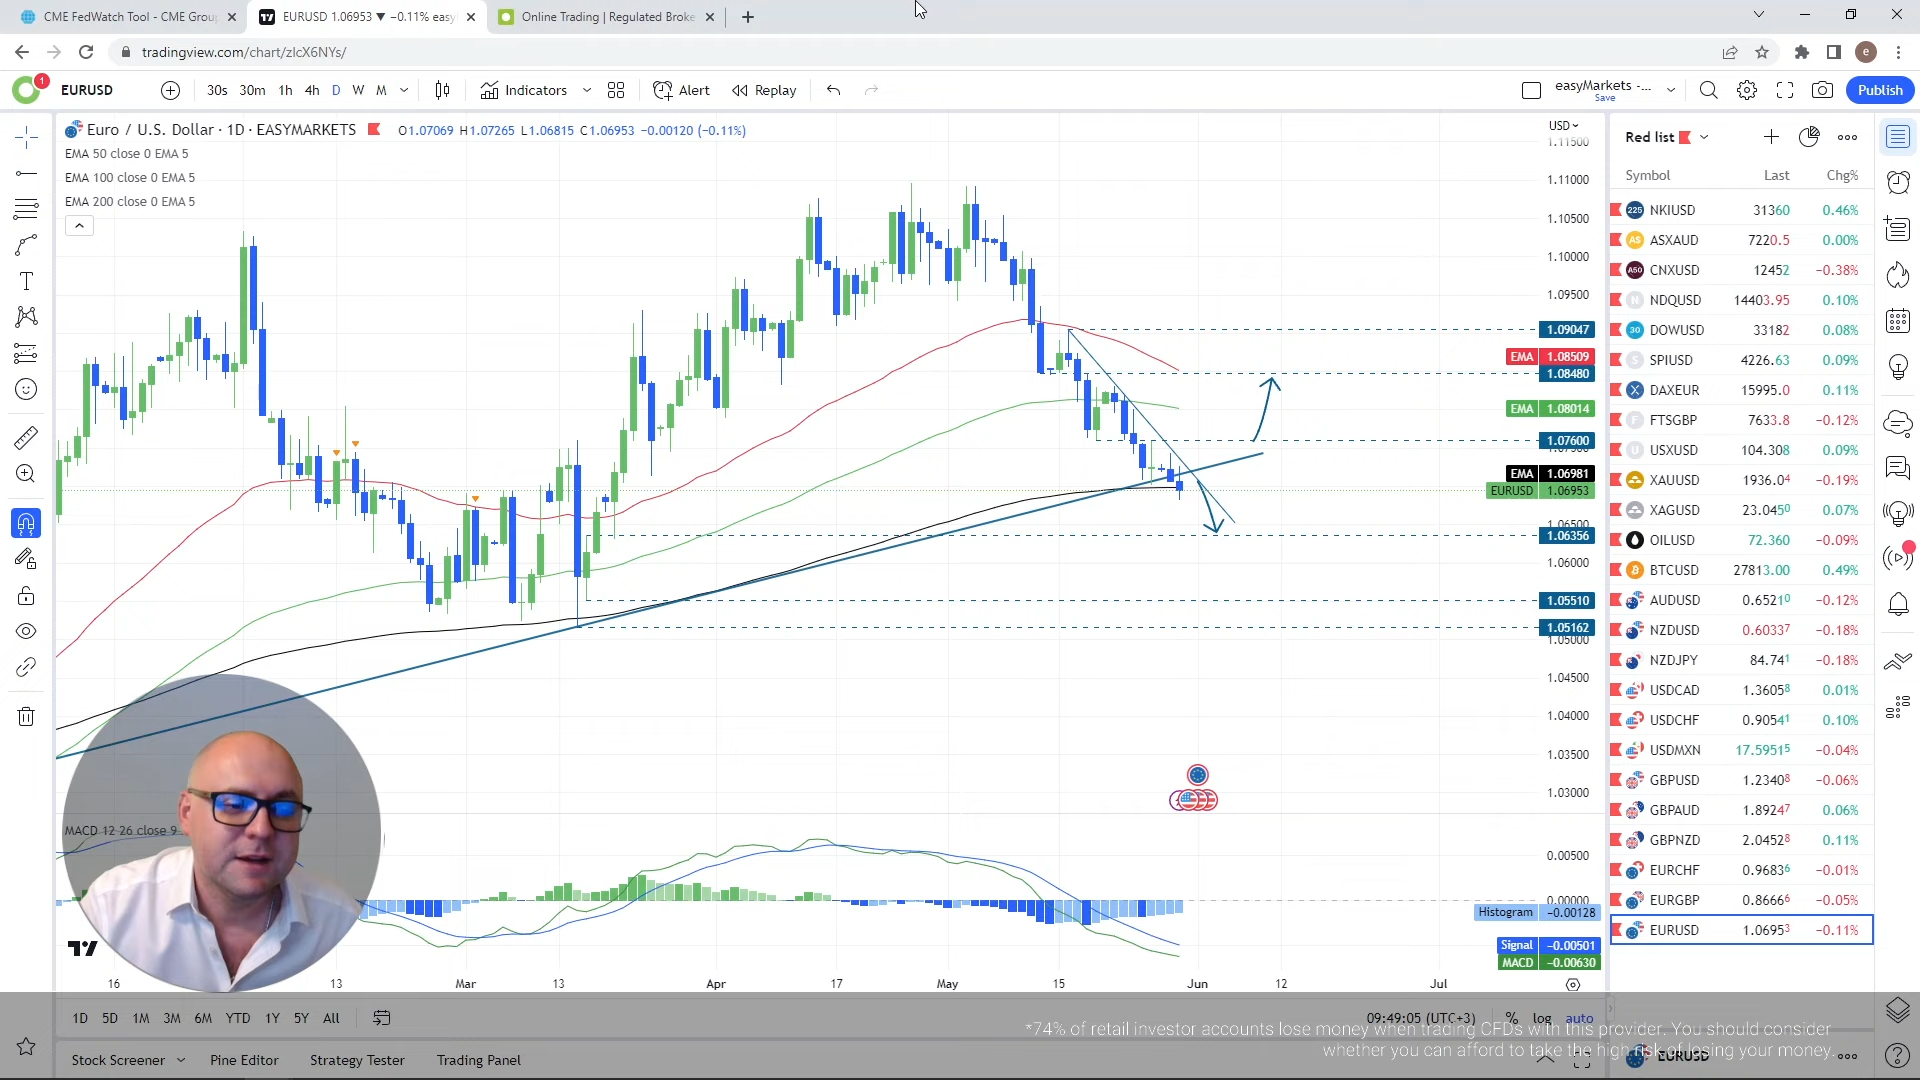 CME FedWatch Tool - CME Grou
EURUSD 1.06953 ▼ −0.11% easy
Online Trading | Regulated Broke
tradingview.com/chart/zlcX6NYs/
e
1
EURUSD
30s 30m 1h 4h D W M
Indicators
Alert
Replay
easyMarkets -...
Save
Publish
Euro / U.S. Dollar · 1D · EASYMARKETS
O1.07069 H1.07265 L1.06815 C1.06953 −0.00120 (−0.11%)
EMA 50 close 0 EMA 5
EMA 100 close 0 EMA 5
EMA 200 close 0 EMA 5
USD
1.11500
1.11000
1.10500
1.10000
1.09500
1.09047
EMA 1.08509
1.08480
EMA 1.08014
1.07600
EMA 1.06981
EURUSD 1.06953
1.06500
1.06356
1.06000
1.05510
1.05162
1.05000
1.04500
1.04000
1.03500
1.03000
MACD 12 26 close 9
0.00500
0.00000
Histogram −0.00128
Signal −0.00501
MACD −0.00630
16 13 Mar 13 Apr 17 May 15 Jun 12 Jul
1D 5D 1M 3M 6M YTD 1Y 5Y All
09:49:05 (UTC+3) % log auto
Stock Screener Pine Editor Strategy Tester Trading Panel
Red list
Symbol Last Chg%
225 NKIUSD 31360 0.46%
AS ASXAUD 7220.5 0.00%
A50 CNXUSD 12452 −0.38%
N NDQUSD 14403.95 0.10%
30 DOWUSD 33182 0.08%
S SPIUSD 4226.63 0.09%
X DAXEUR 15995.0 0.11%
F FTSGBP 7633.8 −0.12%
U USXUSD 104.308 0.09%
XAUUSD 1936.04 −0.19%
XAGUSD 23.0450 0.07%
OILUSD 72.360 −0.09%
BTCUSD 27813.00 0.49%
AUDUSD 0.65210 −0.12%
NZDUSD 0.60337 −0.18%
NZDJPY 84.741 −0.18%
USDCAD 1.36058 0.01%
USDCHF 0.90541 0.10%
USDMXN 17.59515 −0.04%
GBPUSD 1.23408 −0.06%
GBPAUD 1.89247 0.06%
GBPNZD 2.04528 0.11%
EURCHF 0.96836 −0.01%
EURGBP 0.86666 −0.05%
EURUSD 1.06953 −0.11%
EURUSD
*74% of retail investor accounts lose money when trading CFDs with this provider. You should consider
whether you can afford to take the high risk of losing your money.